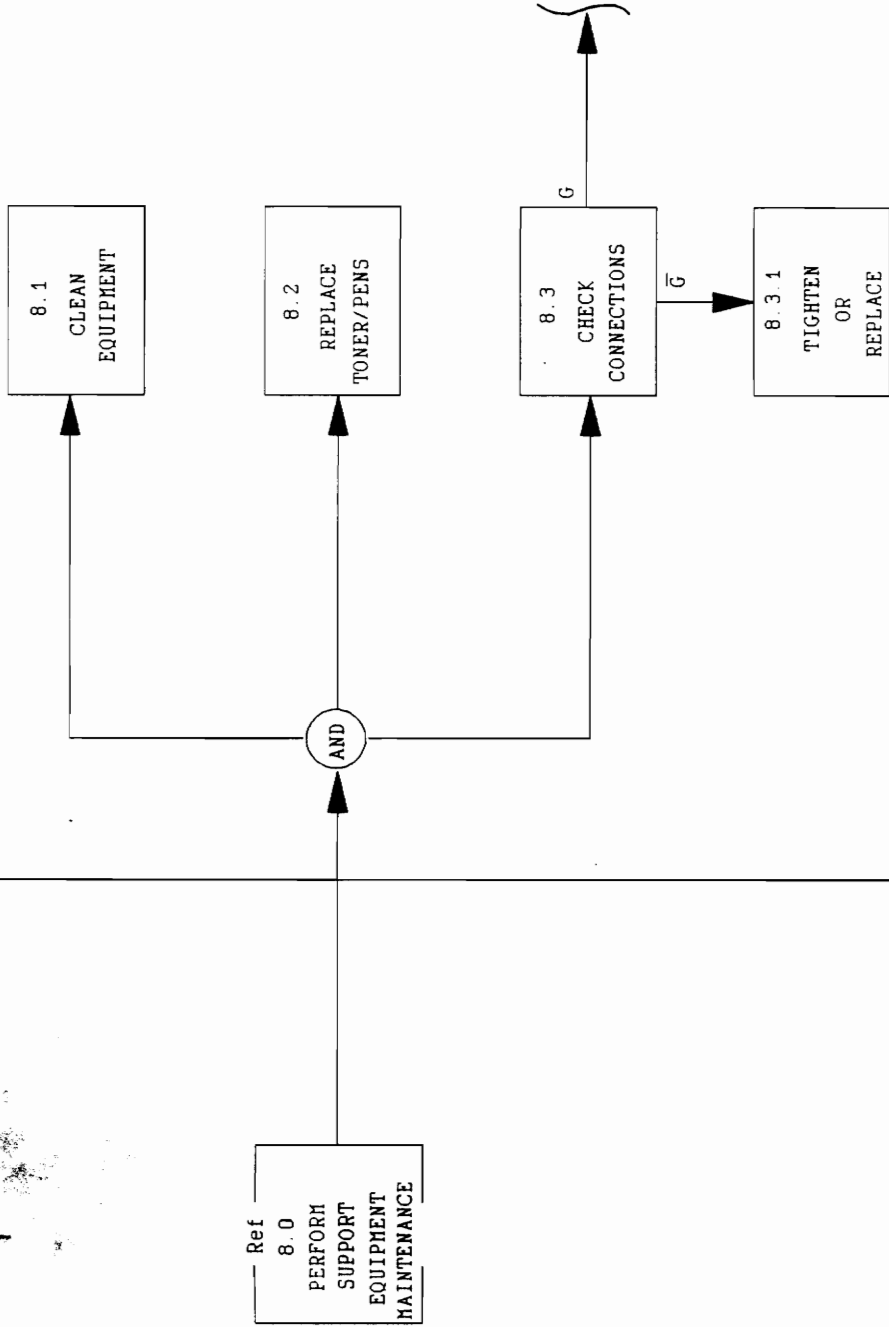 Ref
8.0
PERFORM
SUPPORT
EQUIPMENT
MAINTENANCE
AND
8.1
CLEAN
EQUIPMENT
8.2
REPLACE
TONER/PENS
8.3
CHECK
CONNECTIONS
G
G̅
8.3.1
TIGHTEN
OR
REPLACE